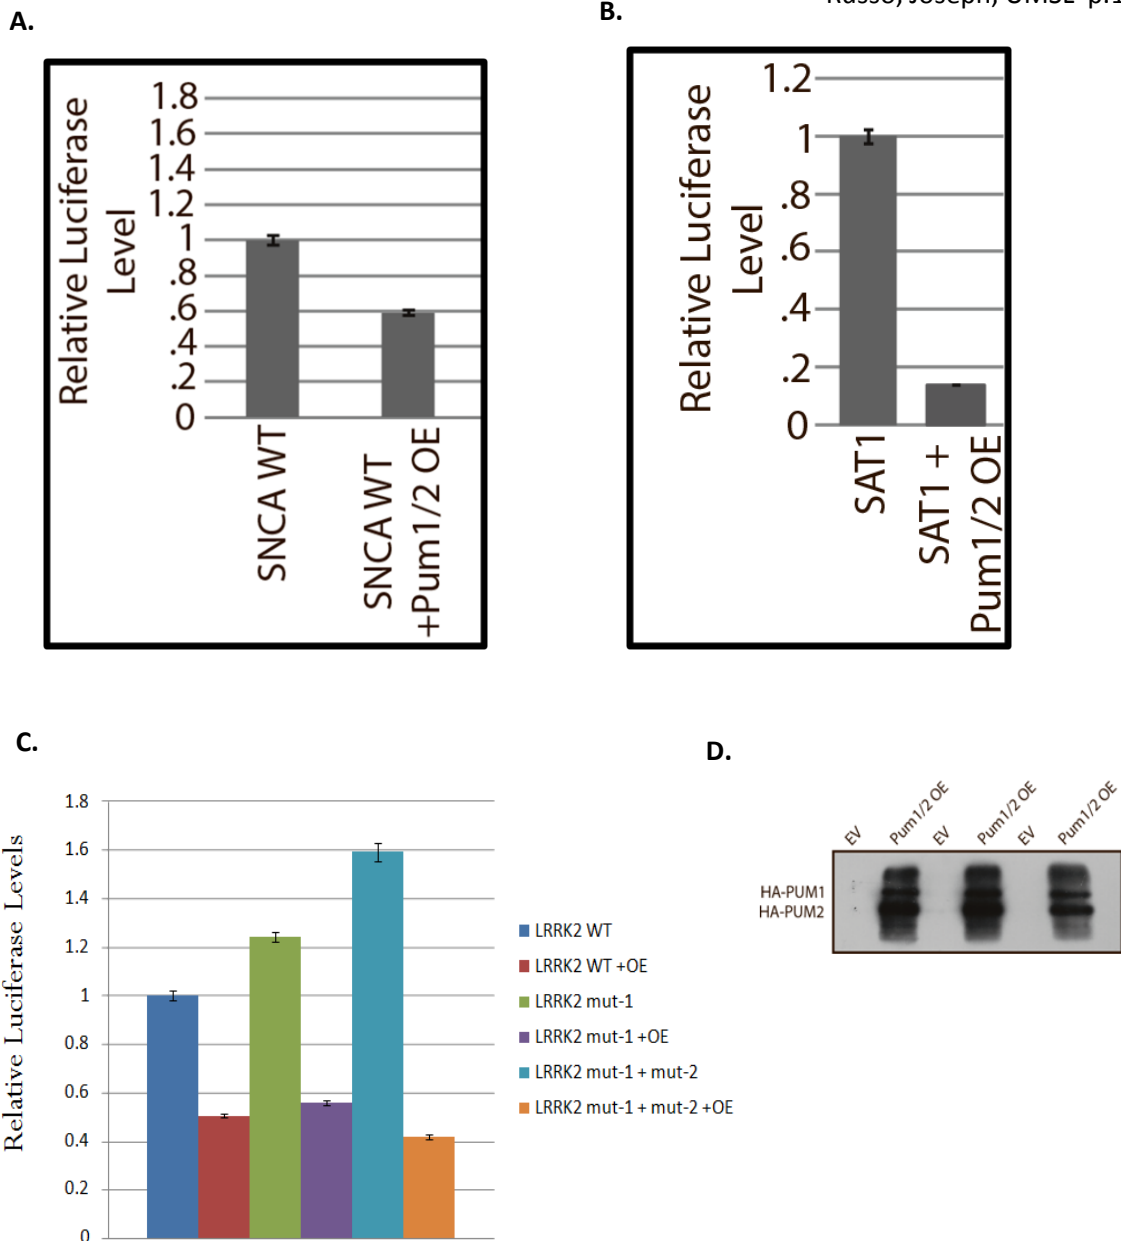 A.
B.
Relative Luciferase
Level
1.8
1.6
1.4
1.2
1
.8
.6
.4
.2
0
SNCA WT
SNCA WT
+Pum1/2 OE
Relative Luciferase
Level
1.2
1
.8
.6
.4
.2
0
SAT1
SAT1 +
Pum1/2 OE
C.
Relative Luciferase Levels
1.8
1.6
1.4
1.2
1
0.8
0.6
0.4
0.2
0
LRRK2 WT
LRRK2 WT +OE
LRRK2 mut-1
LRRK2 mut-1 +OE
LRRK2 mut-1 + mut-2
LRRK2 mut-1 + mut-2 +OE
D.
EV Pum1/2 OE EV Pum1/2 OE EV Pum1/2 OE
HA-PUM1
HA-PUM2